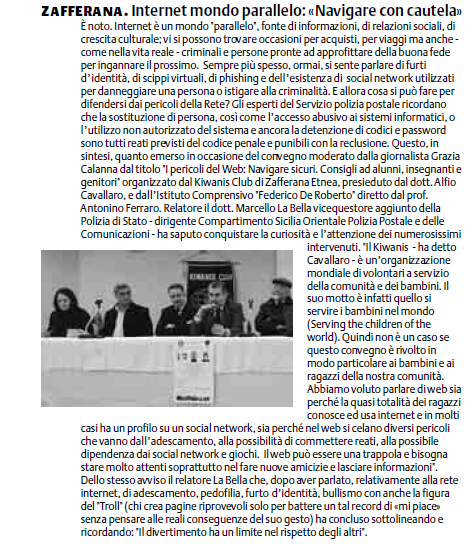 ZAFFERANA. Internet mondo parallelo: «Navigare con cautela»
È noto. Internet è un mondo "parallelo", fonte di informazioni, di relazioni sociali, di
crescita culturale; vi si possono trovare occasioni per acquisti, per viaggi ma anche -
come nella vita reale - criminali e persone pronte ad approfittare della buona fede
per ingannare il prossimo. Sempre più spesso, ormai, si sente parlare di furti
d'identità, di scippi virtuali, di phishing e dell'esistenza di social network utilizzati
per danneggiare una persona o istigare alla criminalità. E allora cosa si può fare per
difendersi dai pericoli della Rete? Gli esperti del Servizio polizia postale ricordano
che la sostituzione di persona, così come l'accesso abusivo ai sistemi informatici, o
l'utilizzo non autorizzato del sistema e ancora la detenzione di codici e password
sono tutti reati previsti del codice penale e punibili con la reclusione. Questo, in
sintesi, quanto emerso in occasione del convegno moderato dalla giornalista Grazia
Calanna dal titolo "I pericoli del Web: Navigare sicuri. Consigli ad alunni, insegnanti e
genitori" organizzato dal Kiwanis Club di Zafferana Etnea, presieduto dal dott. Alfio
Cavallaro, e dall'Istituto Comprensivo "Federico De Roberto" diretto dal prof.
Antonino Ferraro. Relatore il dott. Marcello La Bella vicequestore aggiunto della
Polizia di Stato - dirigente Compartimento Sicilia Orientale Polizia Postale e delle
Comunicazioni - ha saputo conquistare la curiosità e l'attenzione dei numerosissimi
intervenuti. "Il Kiwanis - ha detto
Cavallaro - è un'organizzazione
mondiale di volontari a servizio
della comunità e dei bambini. Il
suo motto è infatti quello si
servire i bambini nel mondo
(Serving the children of the
world). Quindi non è un caso se
questo convegno è rivolto in
modo particolare ai bambini e ai
ragazzi della nostra comunità.
Abbiamo voluto parlare di web sia
perché la quasi totalità dei ragazzi
conosce ed usa internet e in molti
casi ha un profilo su un social network, sia perché nel web si celano diversi pericoli
che vanno dall'adescamento, alla possibilità di commettere reati, alla possibile
dipendenza dai social network e giochi. Il web può essere una trappola e bisogna
stare molto attenti soprattutto nel fare nuove amicizie e lasciare informazioni".
Dello stesso avviso il relatore La Bella che, dopo aver parlato, relativamente alla rete
internet, di adescamento, pedofilia, furto d'identità, bullismo con anche la figura
del "Troll" (chi crea pagine riprovevoli solo per battere un tal record di «mi piace»
senza pensare alle reali conseguenze del suo gesto) ha concluso sottolineando e
ricordando: "Il divertimento ha un limite nel rispetto degli altri".
KIWANIS CLUB